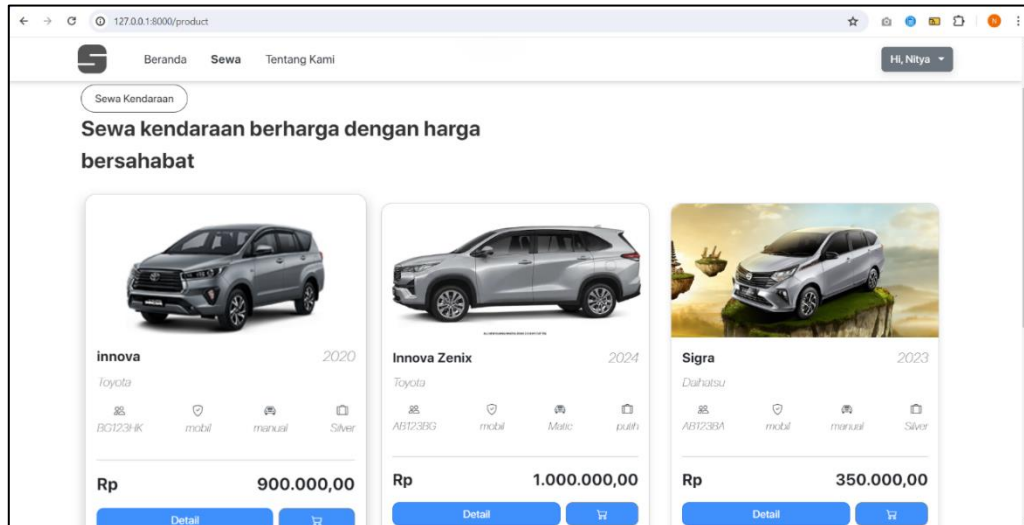 127.0.0.1:8000/product
Beranda Sewa Tentang Kami Hi, Nitya
Sewa Kendaraan
Sewa kendaraan berharga dengan harga
bersahabat
innova 2020
Toyota
BG123HK mobil manual Silver
Rp 900.000,00
Detail
Innova Zenix 2024
Toyota
AB123BG mobil Matic putih
Rp 1.000.000,00
Detail
Sigra 2023
Daihatsu
AB123BA mobil manual Silver
Rp 350.000,00
Detail